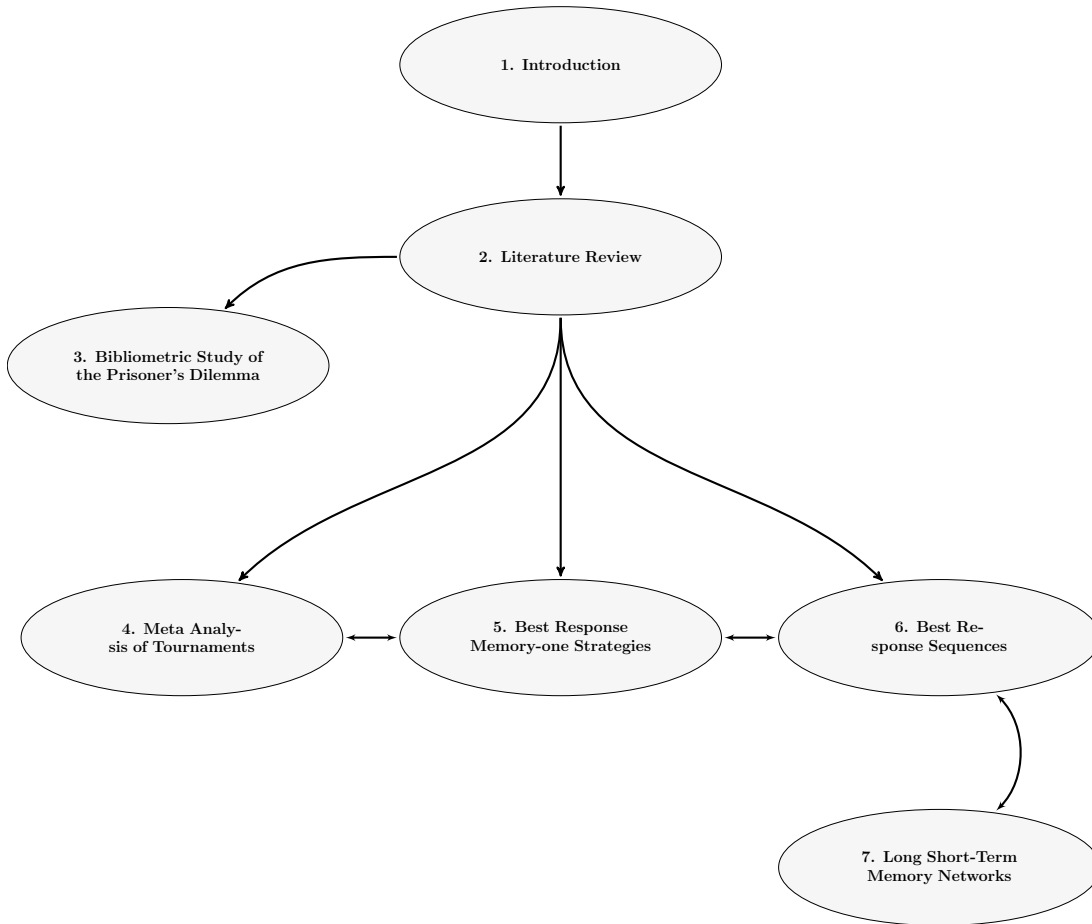 1. Introduction
2. Literature Review
3. Bibliometric Study of
the Prisoner's Dilemma
4. Meta Analy-
sis of Tournaments
5. Best Response
Memory-one Strategies
6. Best Re-
sponse Sequences
7. Long Short-Term
Memory Networks